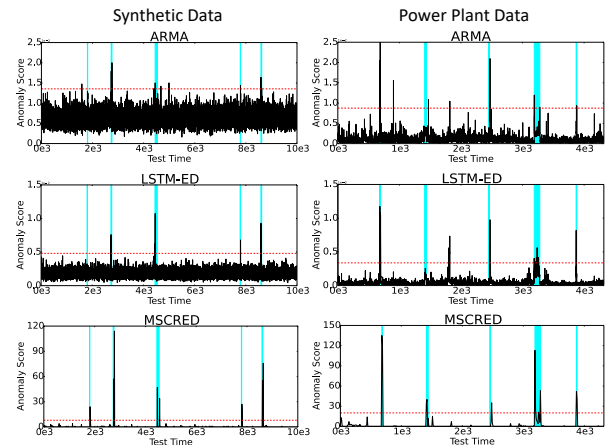 Synthetic Data
Power Plant Data
ARMA
ARMA
Anomaly Score
2.5
2.0
1.5
1.0
0.5
0.0
0e3 2e3 4e3 6e3 8e3 10e3
Test Time
Anomaly Score
2.5
2.0
1.5
1.0
0.5
0.0
0e3 1e3 2e3 3e3 4e3
Test Time
LSTM-ED
LSTM-ED
Anomaly Score
1.5
1.0
0.5
0.0
0e3 2e3 4e3 6e3 8e3 10e3
Test Time
Anomaly Score
1.5
1.0
0.5
0.0
0e3 1e3 2e3 3e3 4e3
Test Time
MSCRED
MSCRED
Anomaly Score
120
90
60
30
0
0e3 2e3 4e3 6e3 8e3 10e3
Test Time
Anomaly Score
150
120
90
60
30
0
0e3 1e3 2e3 3e3 4e3
Test Time